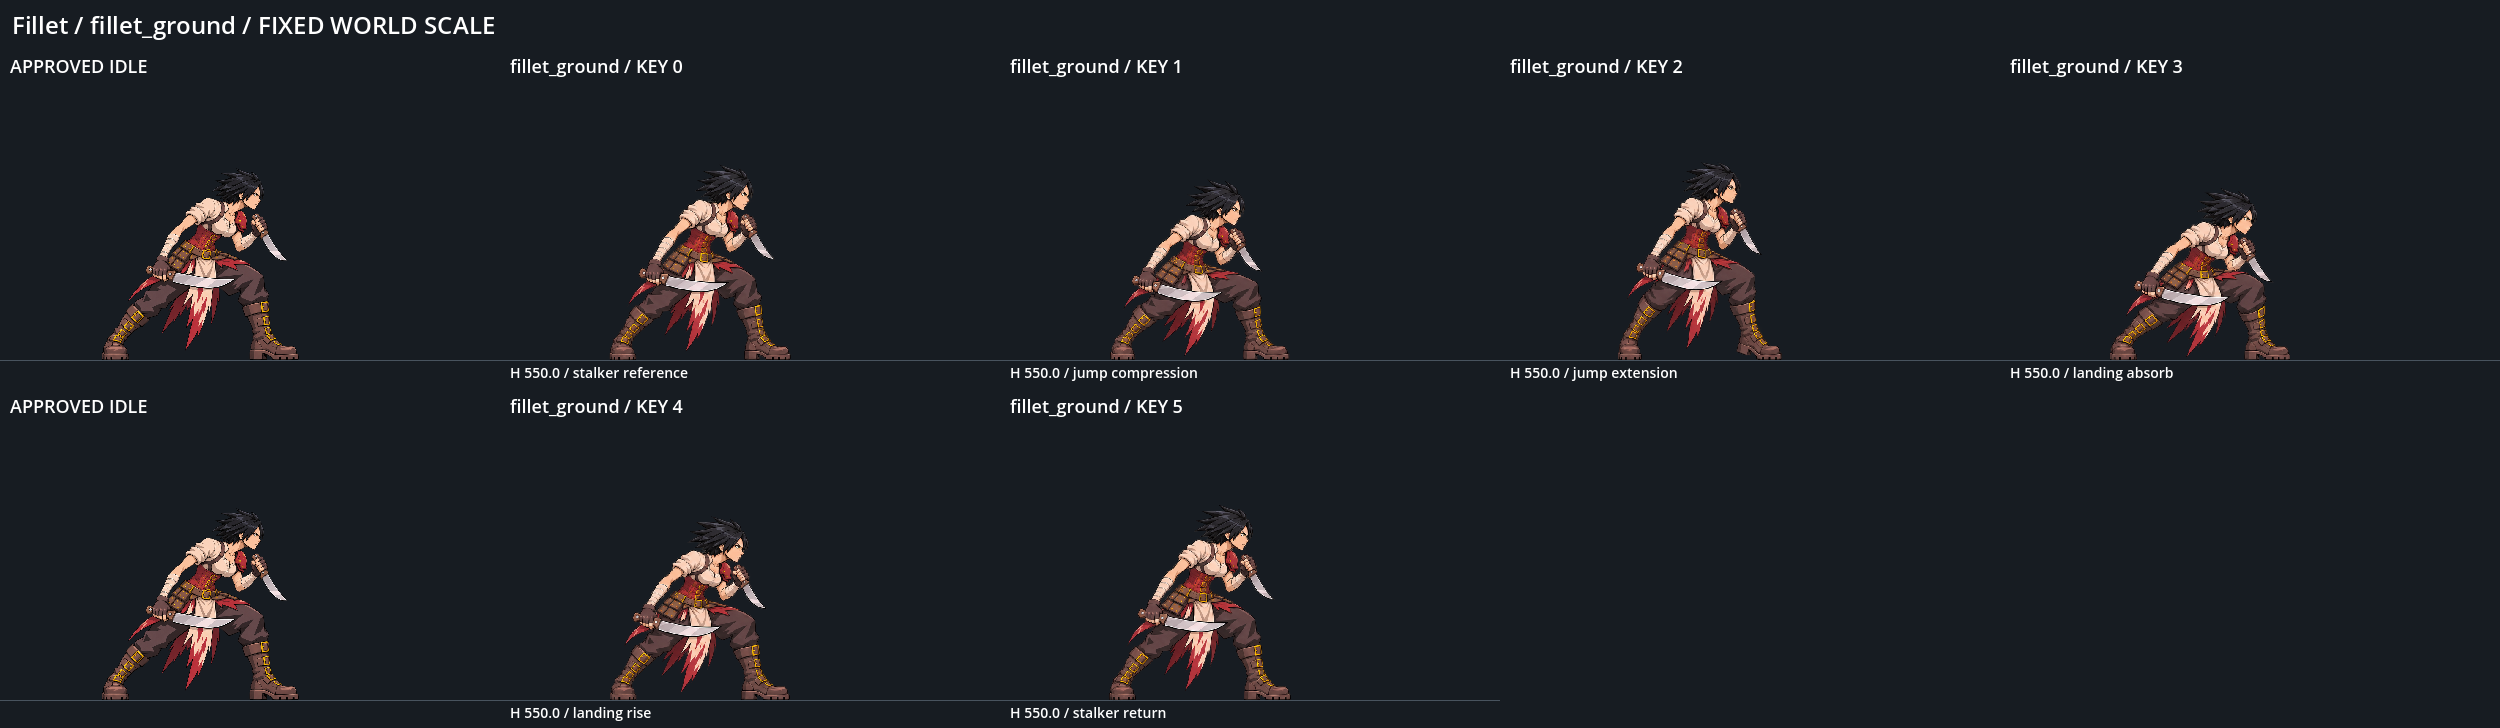 Fillet / fillet_ground / FIXED WORLD SCALE
APPROVED IDLE
fillet_ground / KEY 0
fillet_ground / KEY 1
fillet_ground / KEY 2
fillet_ground / KEY 3
H 550.0 / stalker reference
H 550.0 / jump compression
H 550.0 / jump extension
H 550.0 / landing absorb
APPROVED IDLE
fillet_ground / KEY 4
fillet_ground / KEY 5
H 550.0 / landing rise
H 550.0 / stalker return